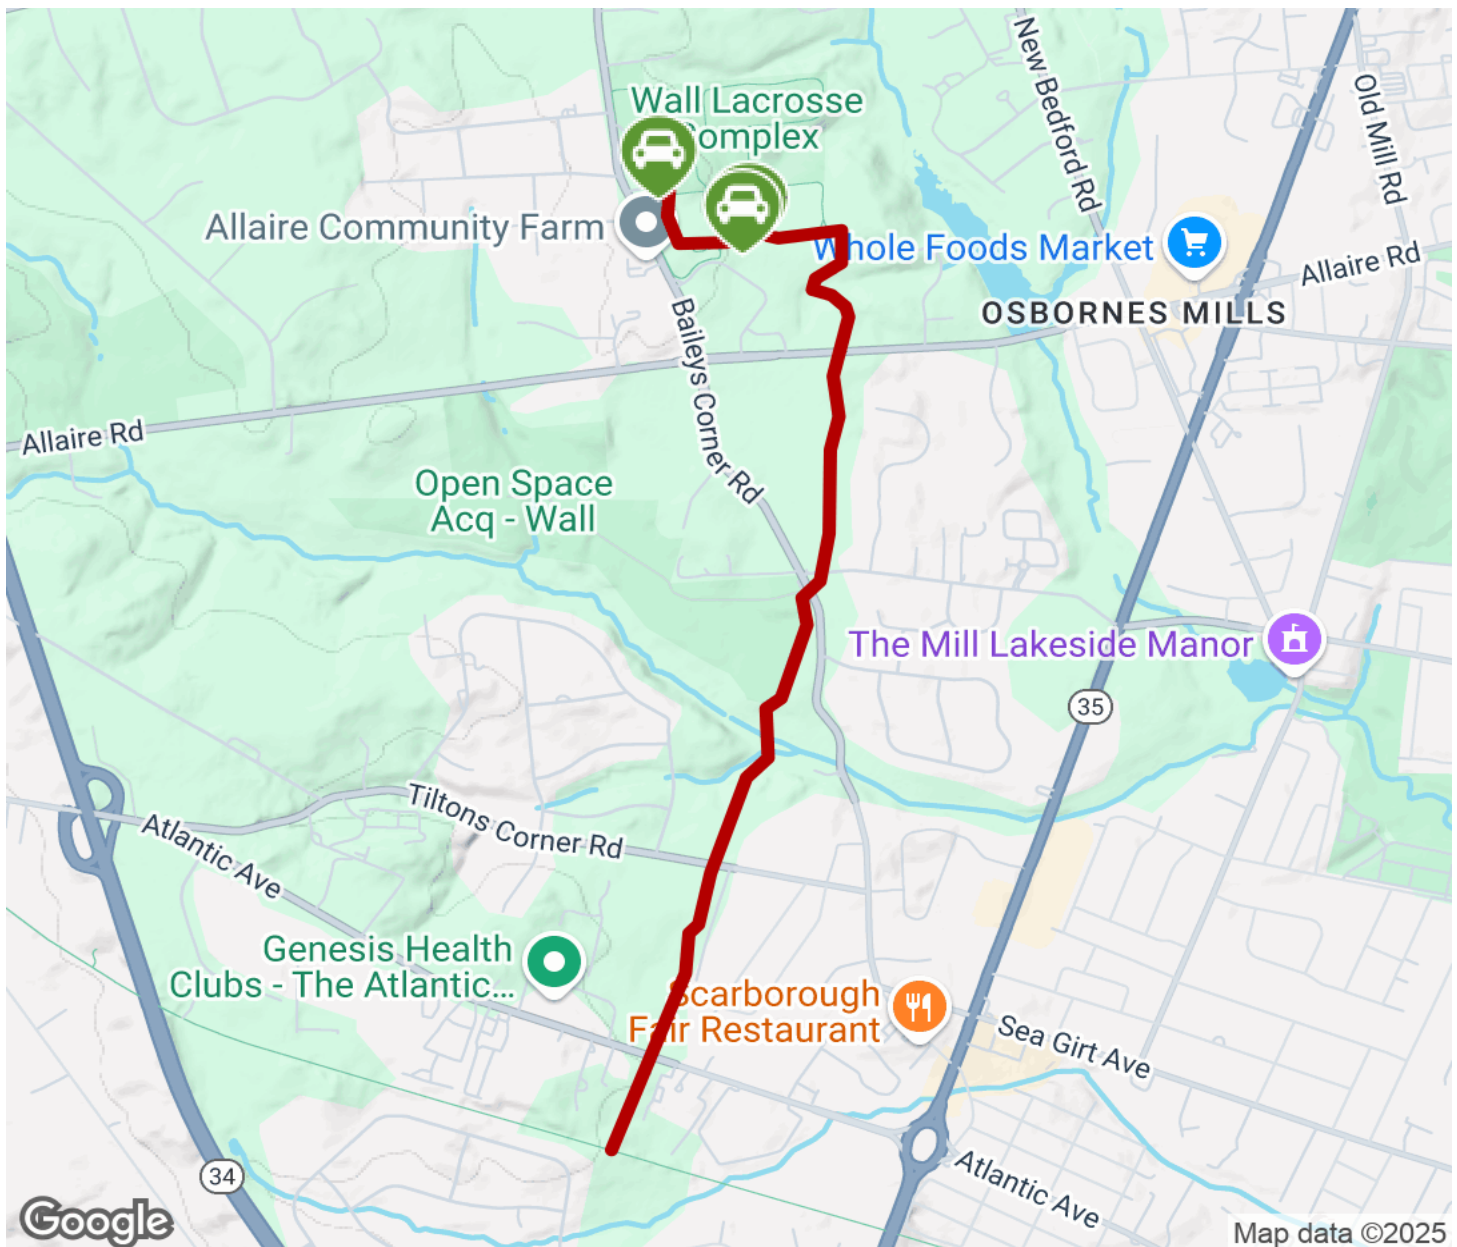 New Bedford Rd
Old Mill Rd
Wall Lacrosse
Complex
Allaire Community Farm
Whole Foods Market
Allaire Rd
OSBORNES MILLS
Baileys Corner Rd
Allaire Rd
Open Space
Acq - Wall
The Mill Lakeside Manor
35
Tiltons Corner Rd
Atlantic Ave
Genesis Health
Clubs - The Atlantic...
Scarborough
Fair Restaurant
Sea Girt Ave
34
Atlantic Ave
Google
Map data ©2025